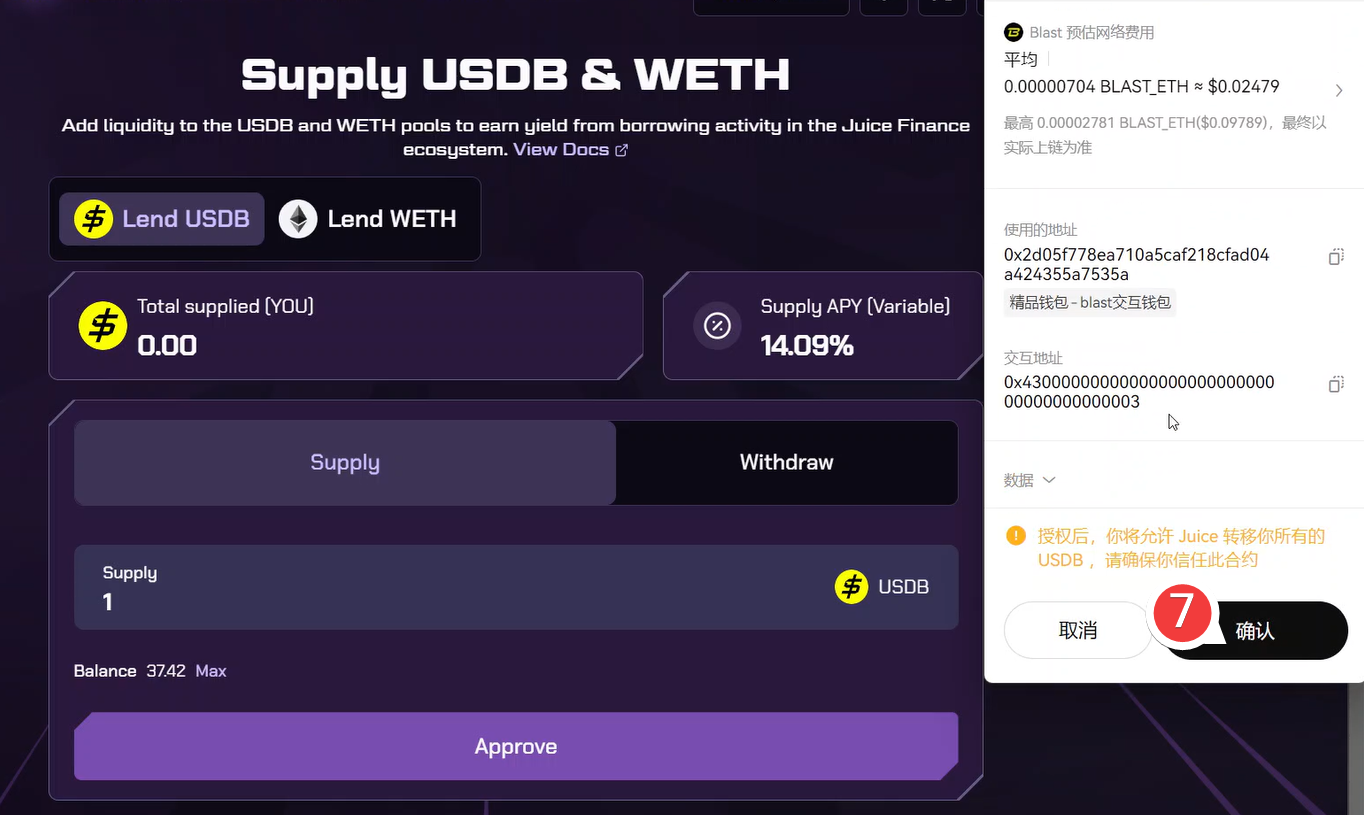 Supply USDB & WETH
Add liquidity to the USDB and WETH pools to earn yield from borrowing activity in the Juice Finance
ecosystem. View Docs
Lend USDB
Lend WETH
Total supplied (YOU)
0.00
Supply APY (Variable)
14.09%
Supply
Withdraw
Supply
1
USDB
Balance 37.42 Max
Approve
Blast 预估网络费用
平均
0.00000704 BLAST_ETH ≈ $0.02479
最高 0.00002781 BLAST_ETH($0.09789)，最终以
实际上链为准
使用的地址
0x2d05f778ea710a5caf218cfad04
a424355a7535a
精品钱包 - blast交互钱包
交互地址
0x430000000000000000000000000
00000000000003
数据
授权后，你将允许 Juice 转移你所有的
USDB ，请确保你信任此合约
取消
7
确认